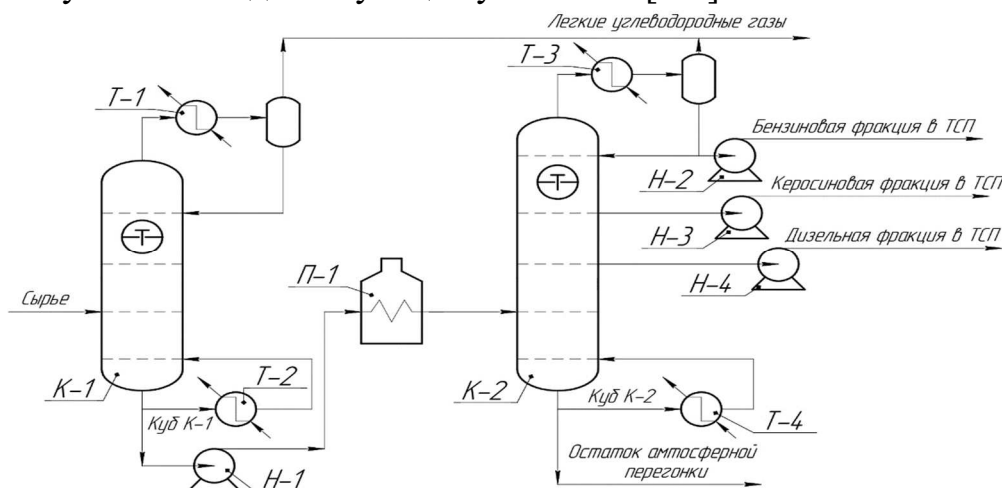 Легкие углеводородные газы
Т-3
Т-1
Бензиновая фракция в ТСП
Н-2
Керосиновая фракция в ТСП
Т
Т
Н-3
Дизельная фракция в ТСП
П-1
Н-4
Сырье
К-1
Т-2
К-2
Куб К-1
Куб К-2
Т-4
Остаток амтосферной
перегонки
Н-1